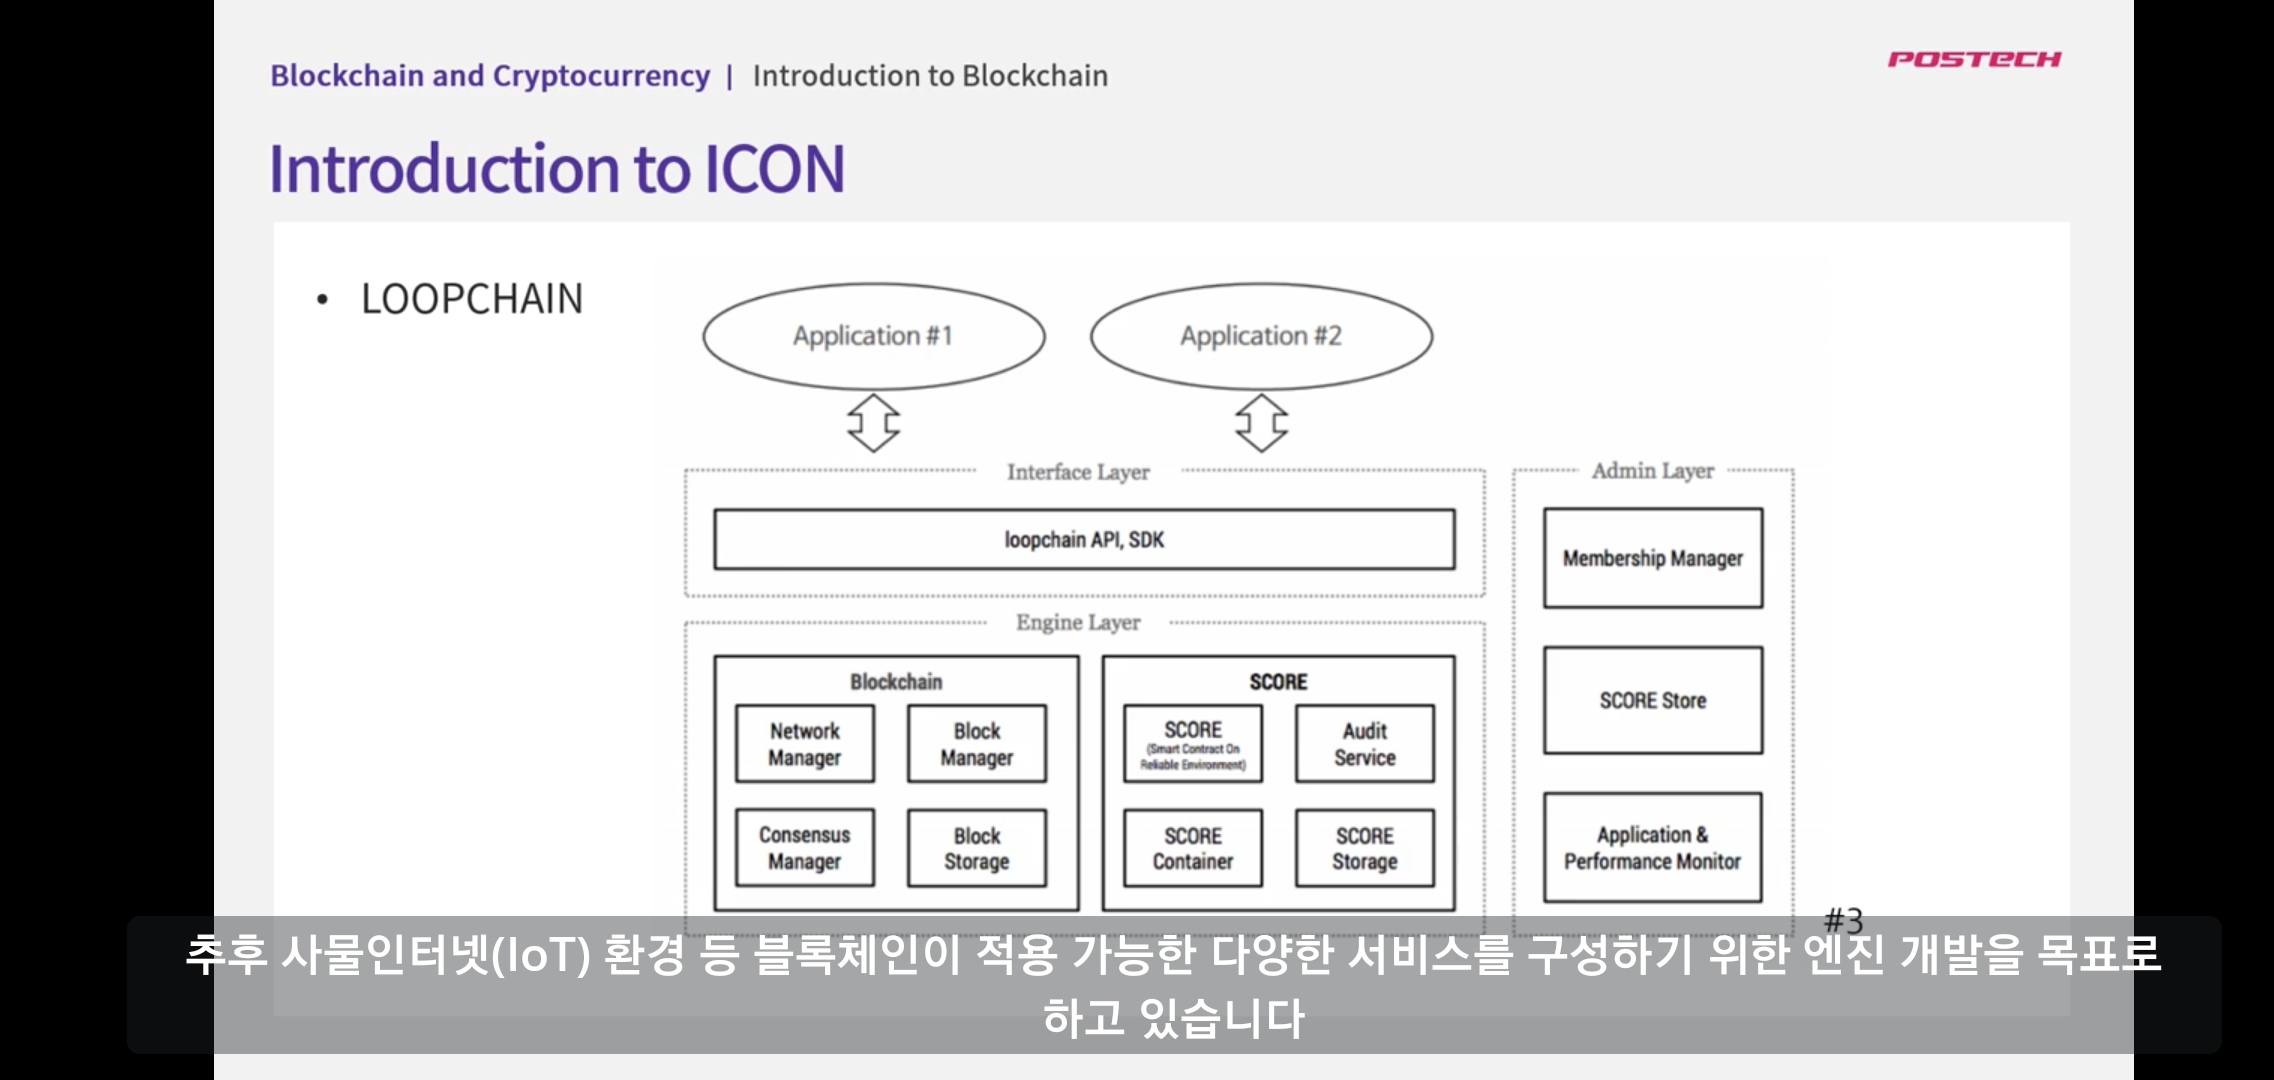 Blockchain and Cryptocurrency | Introduction to Blockchain
POSTECH
Introduction to ICON
• LOOPCHAIN
Application #1
Application #2
Interface Layer
loopchain API, SDK
Engine Layer
Blockchain
Network
Manager
Block
Manager
Consensus
Manager
Block
Storage
SCORE
SCORE
(Smart Contract On
Reliable Environment)
Audit
Service
SCORE
Container
SCORE
Storage
Admin Layer
Membership Manager
SCORE Store
Application &
Performance Monitor
#3
추후 사물인터넷(IoT) 환경 등 블록체인이 적용 가능한 다양한 서비스를 구성하기 위한 엔진 개발을 목표로
하고 있습니다